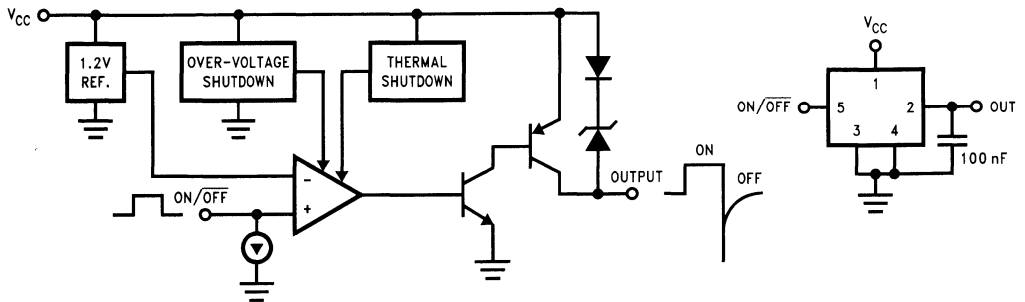 VCC
1.2V
REF.
OVER-VOLTAGE
SHUTDOWN
THERMAL
SHUTDOWN
ON/OFF
-
+
OUTPUT
ON
OFF
VCC
1
ON/OFF
5
2
OUT
3
4
100 nF